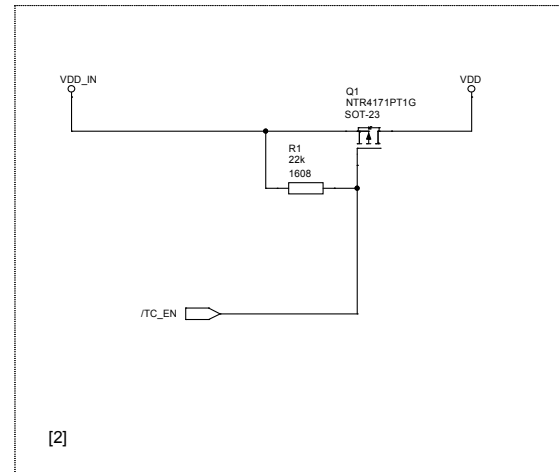 VDD_IN
VDD
Q1
NTR4171PT1G
SOT-23
R1
22k
1608
/TC_EN
[2]